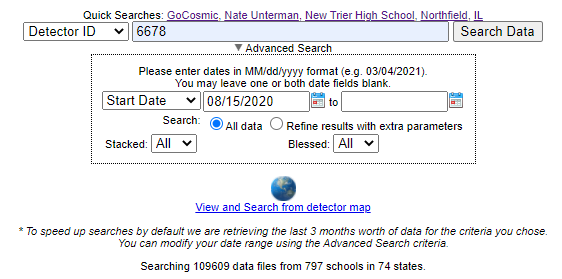 Quick Searches: GoCosmic, Nate Unterman, New Trier High School, Northfield, IL
Detector ID 6678 Search Data
▼Advanced Search
Please enter dates in MM/dd/yyyy format (e.g. 03/04/2021).
You may leave one or both date fields blank.
Start Date 08/15/2020 to
Search: All data Refine results with extra parameters
Stacked: All Blessed: All
View and Search from detector map
* To speed up searches by default we are retrieving the last 3 months worth of data for the criteria you chose.
You can modify your date range using the Advanced Search criteria.
Searching 109609 data files from 797 schools in 74 states.